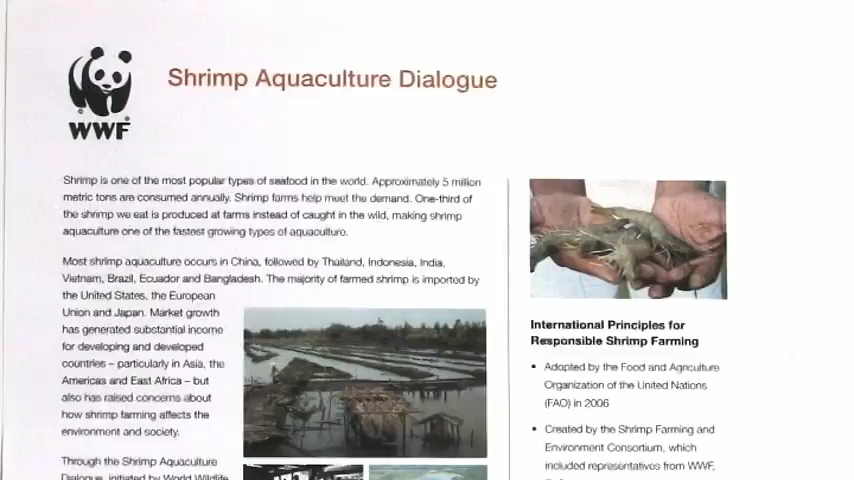 WWF
Shrimp Aquaculture Dialogue
Shrimp is one of the most popular types of seafood in the world. Approximately 5 million
metric tons are consumed annually. Shrimp farms help meet the demand. One-third of
the shrimp we eat is produced at farms instead of caught in the wild, making shrimp
aquaculture one of the fastest growing types of aquaculture.
Most shrimp aquaculture occurs in China, followed by Thailand, Indonesia, India,
Vietnam, Brazil, Ecuador and Bangladesh. The majority of farmed shrimp is imported by
the United States, the European
Union and Japan. Market growth
has generated substantial income
for developing and developed
countries – particularly in Asia, the
Americas and East Africa – but
also has raised concerns about
how shrimp farming affects the
environment and society.
Through the Shrimp Aquaculture
Dialogue, initiated by World Wildlife
International Principles for
Responsible Shrimp Farming
▪ Adopted by the Food and Agriculture
Organization of the United Nations
(FAO) in 2006
▪ Created by the Shrimp Farming and
Environment Consortium, which
included representatives from WWF,